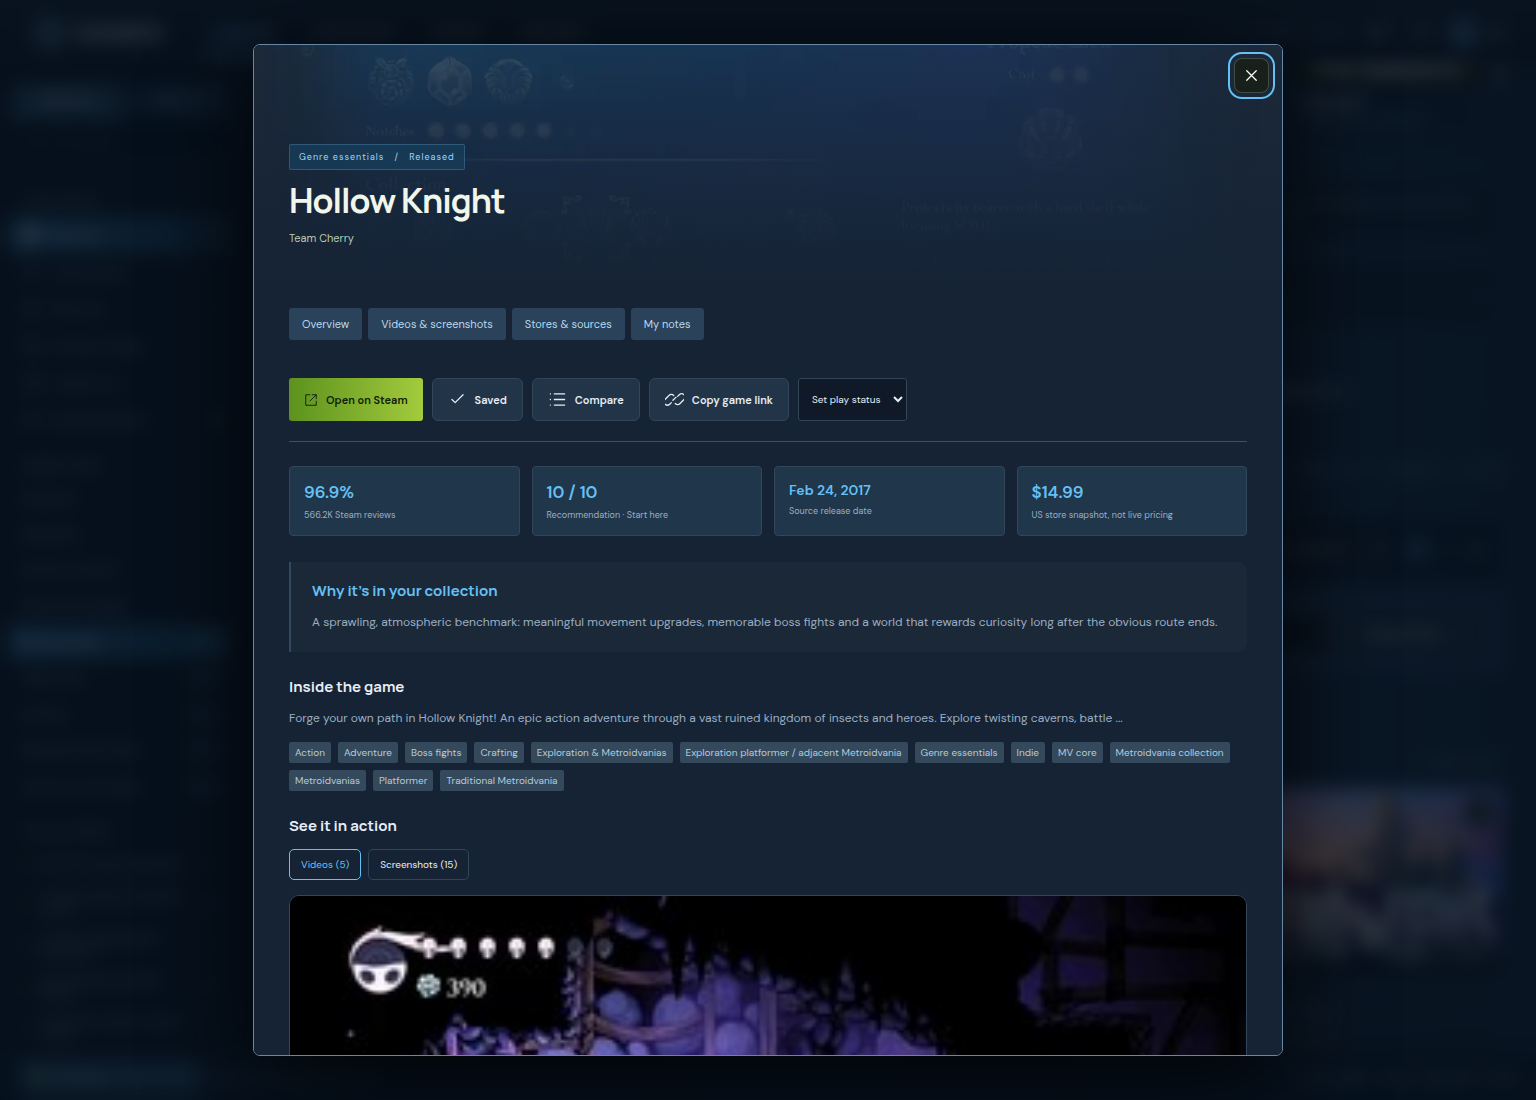 Notches
Genre essentials / Released
Hollow Knight
Team Cherry
Overview
Videos & screenshots
Stores & sources
My notes
Open on Steam
Saved
Compare
Copy game link
Set play status
96.9%
566.2K Steam reviews
10 / 10
Recommendation · Start here
Feb 24, 2017
Source release date
$14.99
US store snapshot, not live pricing
Why it's in your collection
A sprawling, atmospheric benchmark: meaningful movement upgrades, memorable boss fights and a world that rewards curiosity long after the obvious route ends.
Inside the game
Forge your own path in Hollow Knight! An epic action adventure through a vast ruined kingdom of insects and heroes. Explore twisting caverns, battle ...
Action Adventure Boss fights Crafting Exploration & Metroidvanias Exploration platformer / adjacent Metroidvania Genre essentials Indie MV core Metroidvania collection
Metroidvanias Platformer Traditional Metroidvania
See it in action
Videos (5)
Screenshots (15)
390